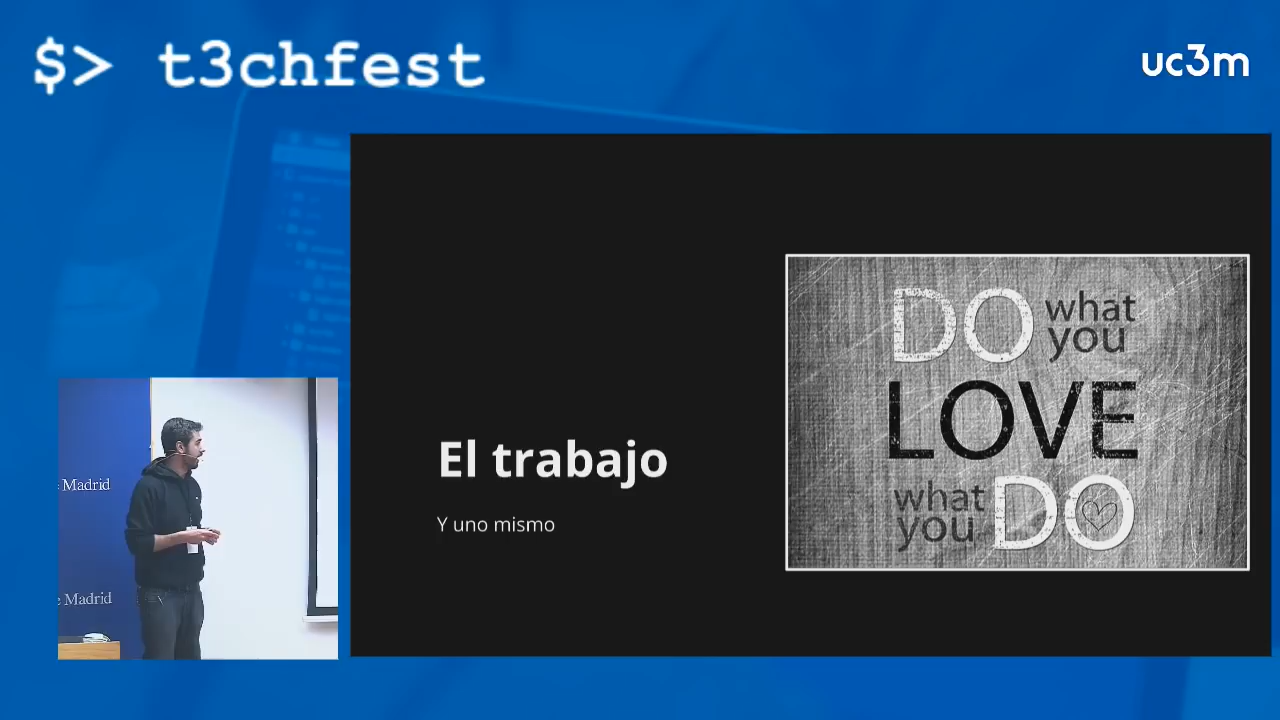 $> t3chfest
uc3m
El trabajo
Y uno mismo
DO what
you
LOVE
what
you DO
Madrid
e Madrid